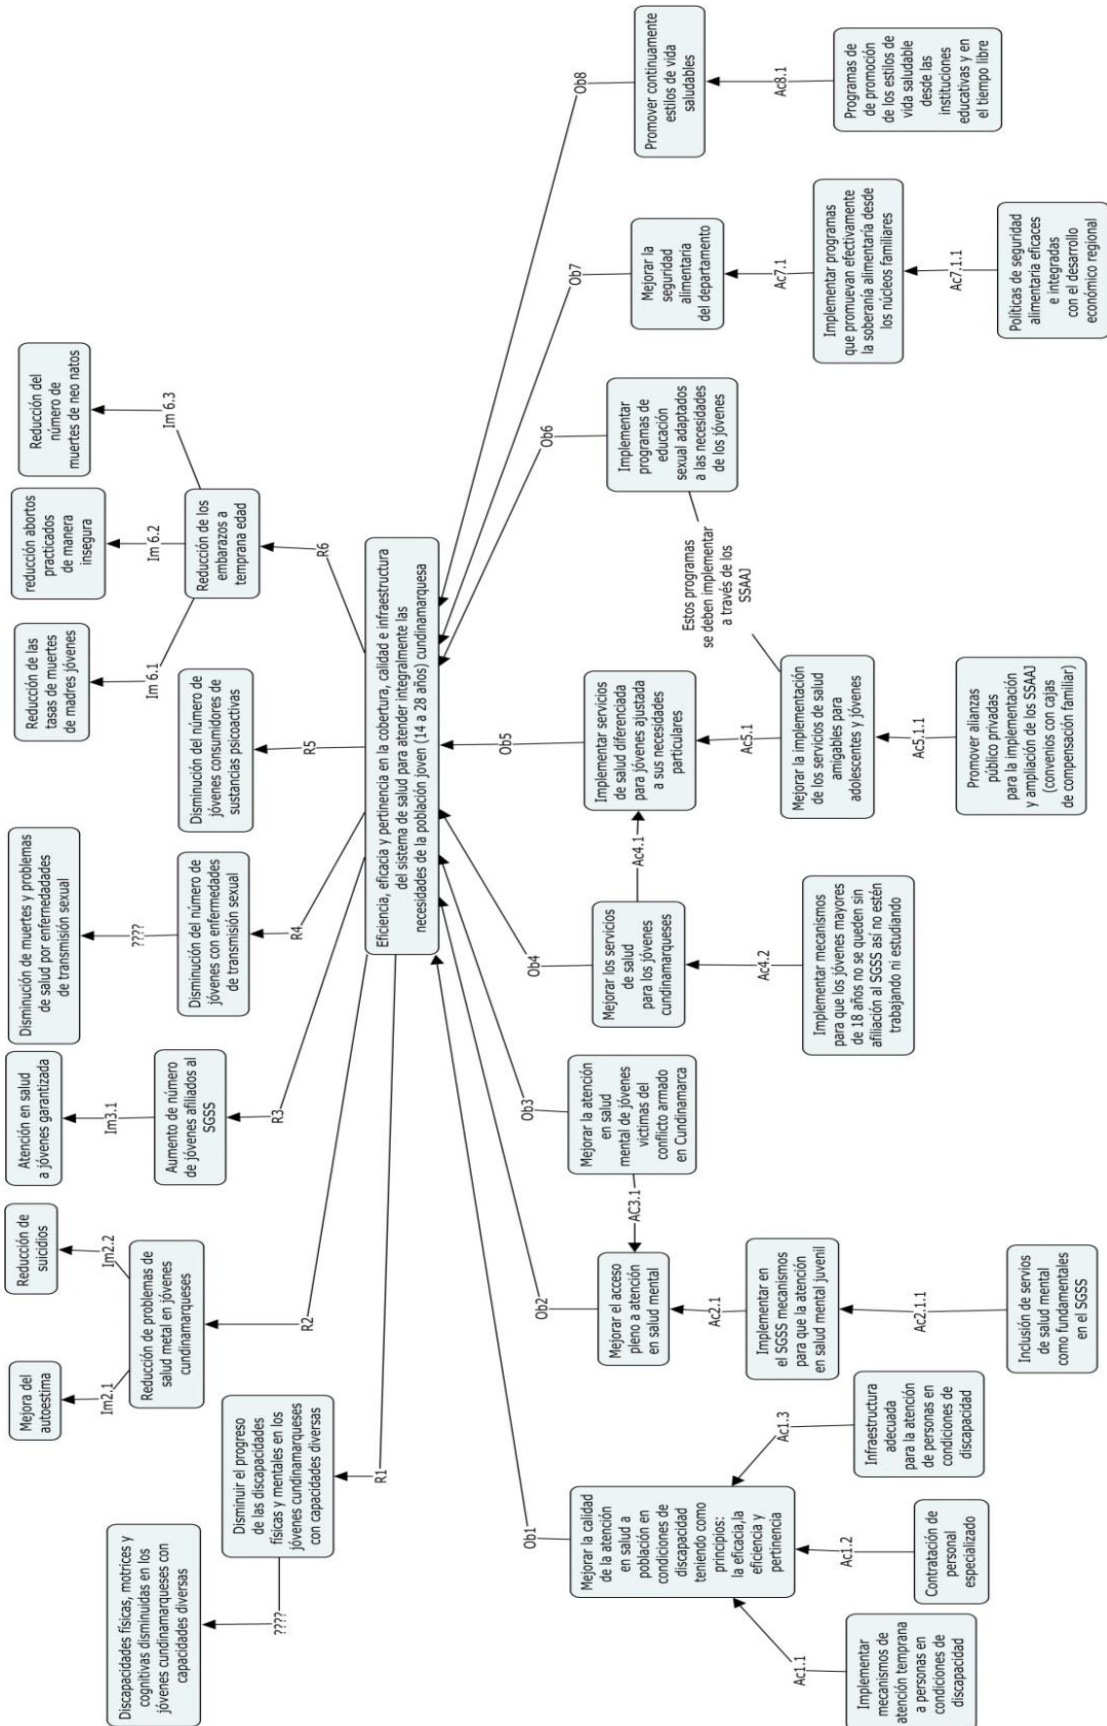 Mejora del
autoestima
Reducción de
suicidios
Atención en salud
a jóvenes garantizada
Disminución de muertes y problemas
de salud por enfernedadades
de transmisión sexual
Reducción de las
tasas de muertes
de madres jóvenes
reducción abortos
practicados
de manera
insegura
Reducción del
número de
muertes de neo natos
Im2.1
Im2.2
Im3.1
????
Im 6.1
Im 6.2
Im 6.3
Discapacidades físicas, motrices y
cognitivas disminuidas en los
jóvenes cundinamarqueses con
capacidades diversas
Reducción de problemas de
salud metal en jóvenes
cundinamarqueses
Aumento de número
de jóvenes afiliados al
SGSS
Disminución del número de
jóvenes con enfermedades
de transmisión sexual
Disminución del número de
jóvenes consumidores de
sustancias psicoactivas
Reducción de los
embarazos a
temprana edad
????
Disminuir el progreso
de las discapacidades
físicas y mentales en los
jóvenes cundinamarqueses
con capacidades diversas
R1
R2
R3
R4
R5
R6
Eficiencia, eficacia y pertinencia en la cobertura, calidad e infraestructura
del sistema de salud para atender integralmente las
necesidades de la población joven (14 a 28 años) cundinamarquesa
Ob1
Ob2
Ob3
Ob4
Ob5
Ob6
Ob7
Ob8
Mejorar la calidad
de la atención
en salud a
población en
condiciones de
discapacidad
teniendo como
principios:
la eficacia,la
eficiencia y
pertinencia
Mejorar el acceso
pleno a atención
en salud mental
AC3.1
Mejorar la atención
en salud
mental de jóvenes
victimas del
conflicto armado
en Cundinamarca
Mejorar los servicios
de salud
para los jóvenes
cundinamarqueses
Ac4.1
Implementar servicios
de salud diferenciada
para jóvenes ajustada
a sus necesidades
particulares
Implementar
programas de
educación
sexual adaptados
a las necesidades
de los jóvenes
Mejorar la
seguridad
alimentaria
del departamento
Promover continuamente
estilos de vida
saludables
Estos programas
se deben implementar
a través de los
SSAAJ
Ac1.1
Ac1.2
Ac1.3
Ac2.1
Ac4.2
Ac5.1
Ac7.1
Ac8.1
Implementar
mecanismos de
atención temprana
a personas en
condiciones de
discapacidad
Contratación de
personal
especializado
Infraestructura
adecuada
para la atención
de personas en
condiciones de
discapacidad
Implementar en
el SGSS mecanismos
para que la atención
en salud mental juvenil
Implementar mecanismos
para que los jóvenes mayores
de 18 años no se queden sin
afiliación al SGSS así no estén
trabajando ni estudiando
Mejorar la implementación
de los servicios de salud
amigables para
adolescentes y jóvenes
Implementar programas
que promuevan efectivamente
la soberanía alimentaría desde
los núcleos familiares
Programas de
de promoción
de los estilos de
vida saludable
desde las
instituciones
educativas y en
el tiempo libre
Ac2.1.1
Ac5.1.1
Ac7.1.1
Inclusión de servios
de salud mental
como fundamentales
en el SGSS
Promover alianzas
público privadas
para la implementación
y ampliación de los SSAAJ
(convenios con cajas
de compensación familiar)
Políticas de seguridad
alimentaria eficaces
e integradas
con el desarrollo
económico regional